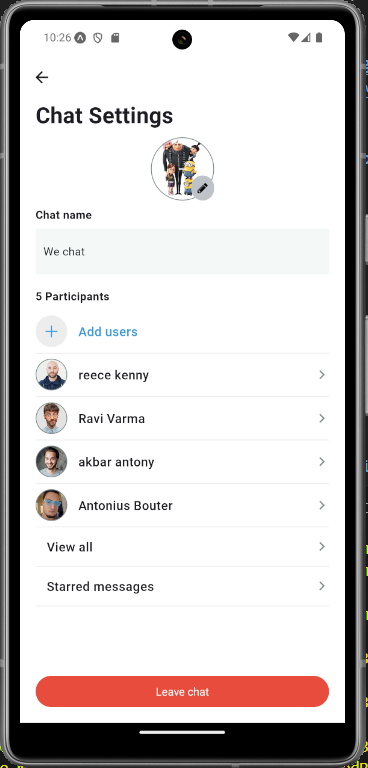 10:26
Chat Settings
Chat name
We chat
5 Participants
Add users
reece kenny
Ravi Varma
akbar antony
Antonius Bouter
View all
Starred messages
Leave chat